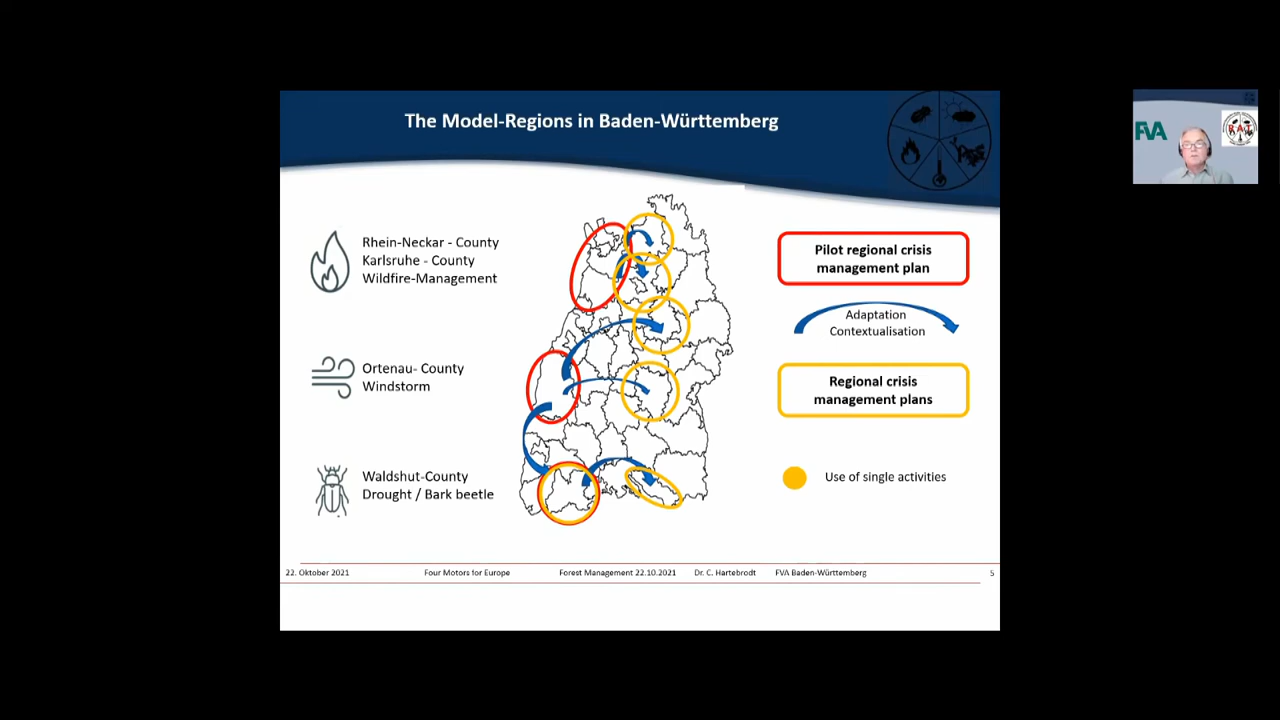 The Model-Regions in Baden-Württemberg
Rhein-Neckar - County
Karlsruhe - County
Wildfire-Management
Ortenau- County
Windstorm
Waldshut-County
Drought / Bark beetle
Pilot regional crisis
management plan
Adaptation
Contextualisation
Regional crisis
management plans
Use of single activities
22. Oktober 2021
Four Motors for Europe
Forest Management 22.10.2021
Dr. C. Hartebrodt
FVA Baden-Württemberg
5
FVA